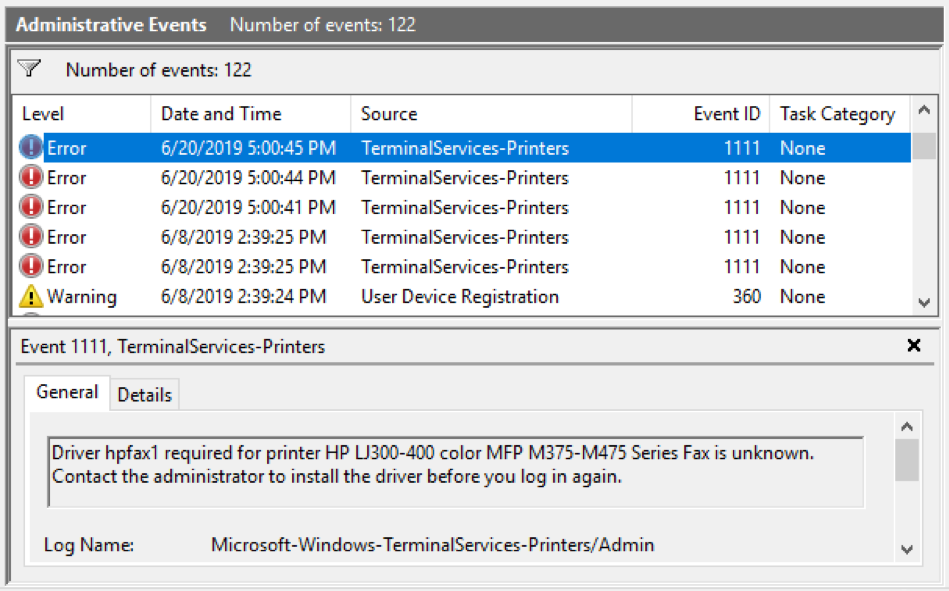 Administrative Events Number of events: 122
Number of events: 122
Level Date and Time Source Event ID Task Category
Error 6/20/2019 5:00:45 PM TerminalServices-Printers 1111 None
Error 6/20/2019 5:00:44 PM TerminalServices-Printers 1111 None
Error 6/20/2019 5:00:41 PM TerminalServices-Printers 1111 None
Error 6/8/2019 2:39:25 PM TerminalServices-Printers 1111 None
Error 6/8/2019 2:39:25 PM TerminalServices-Printers 1111 None
Warning 6/8/2019 2:39:24 PM User Device Registration 360 None
Event 1111, TerminalServices-Printers
General Details
Driver hpfax1 required for printer HP LJ300-400 color MFP M375-M475 Series Fax is unknown.
Contact the administrator to install the driver before you log in again.
Log Name: Microsoft-Windows-TerminalServices-Printers/Admin